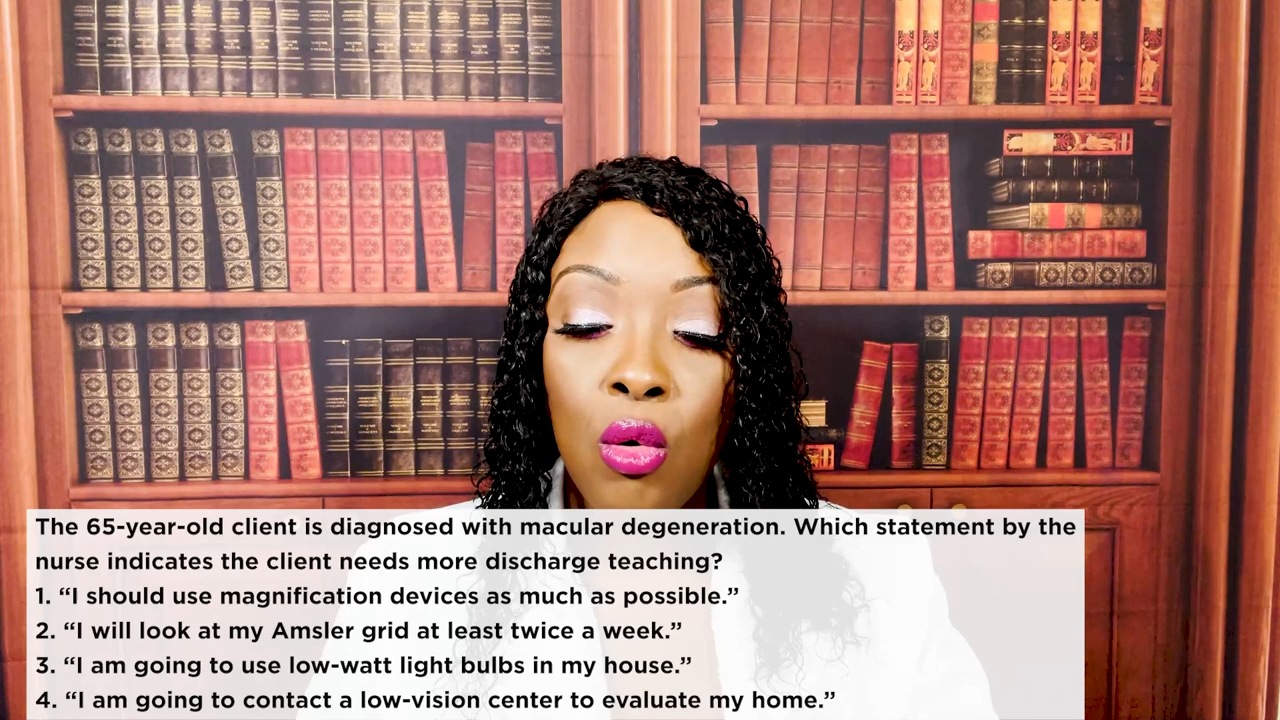 The 65-year-old client is diagnosed with macular degeneration. Which statement by the
nurse indicates the client needs more discharge teaching?
1. “I should use magnification devices as much as possible.”
2. “I will look at my Amsler grid at least twice a week.”
3. “I am going to use low-watt light bulbs in my house.”
4. “I am going to contact a low-vision center to evaluate my home.”